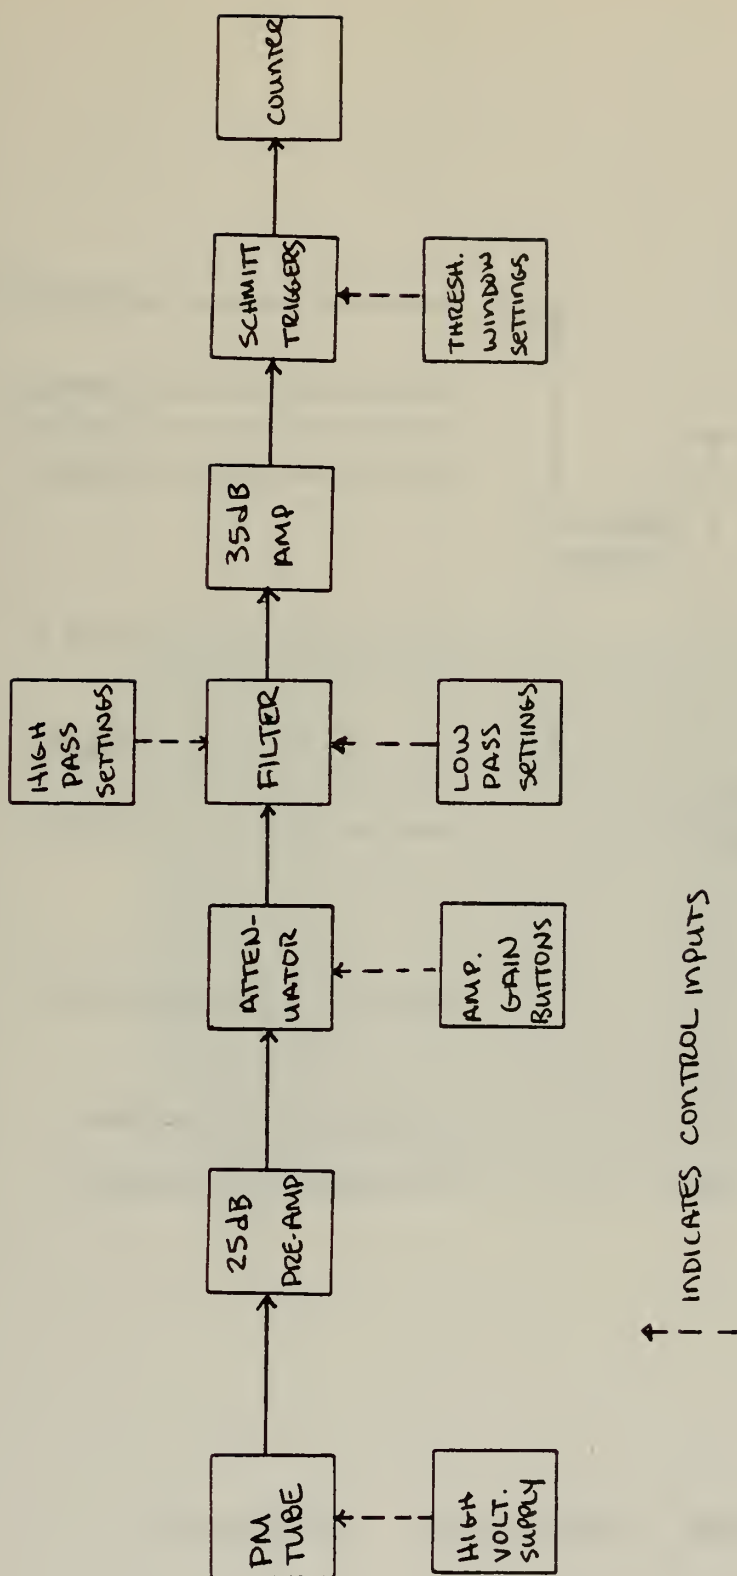 PM
TUBE
25dB
PRE-AMP
ATTEN-
UATOR
FILTER
35dB
AMP
SCHMITT
TRIGGERS
COUNTER
HIGH
PASS
SETTINGS
HIGH
VOLT.
SUPPLY
AMP.
GAIN
BUTTONS
LOW
PASS
SETTINGS
THRESH.
WINDOW
SETTINGS
INDICATES CONTROL INPUTS